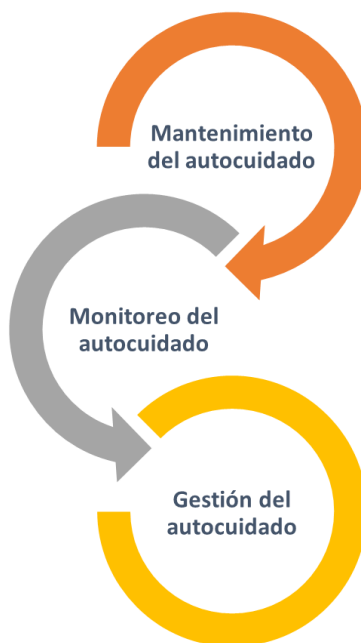 Mantenimiento
del autocuidado
Monitoreo del
autocuidado
Gestión del
autocuidado